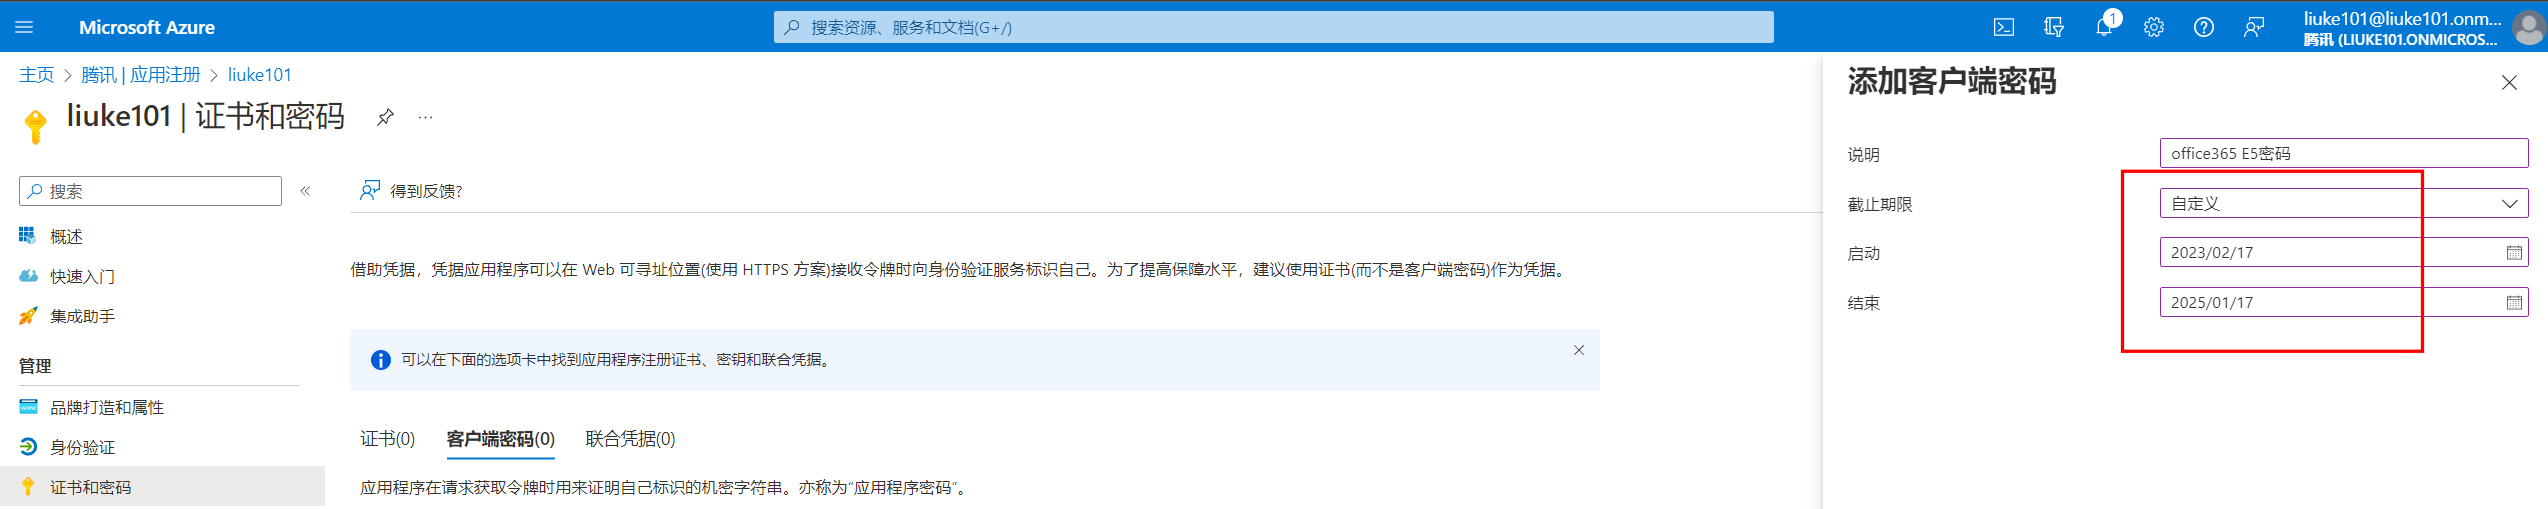 Microsoft Azure
搜索资源、服务和文档(G+/)
1
liuke101@liuke101.onm...
腾讯 (LIUKE101.ONMICROS...
主页 > 腾讯 | 应用注册 > liuke101
liuke101 | 证书和密码
...
搜索
«
概述
快速入门
集成助手
管理
品牌打造和属性
身份验证
证书和密码
得到反馈?
借助凭据，凭据应用程序可以在 Web 可寻址位置(使用 HTTPS 方案)接收令牌时向身份验证服务标识自己。为了提高保障水平，建议使用证书(而不是客户端密码)作为凭据。
可以在下面的选项卡中找到应用程序注册证书、密钥和联合凭据。
证书(0) 客户端密码(0) 联合凭据(0)
应用程序在请求获取令牌时用来证明自己标识的机密字符串。亦称为“应用程序密码”。
添加客户端密码
说明 office365 E5密码
截止期限 自定义
启动 2023/02/17
结束 2025/01/17